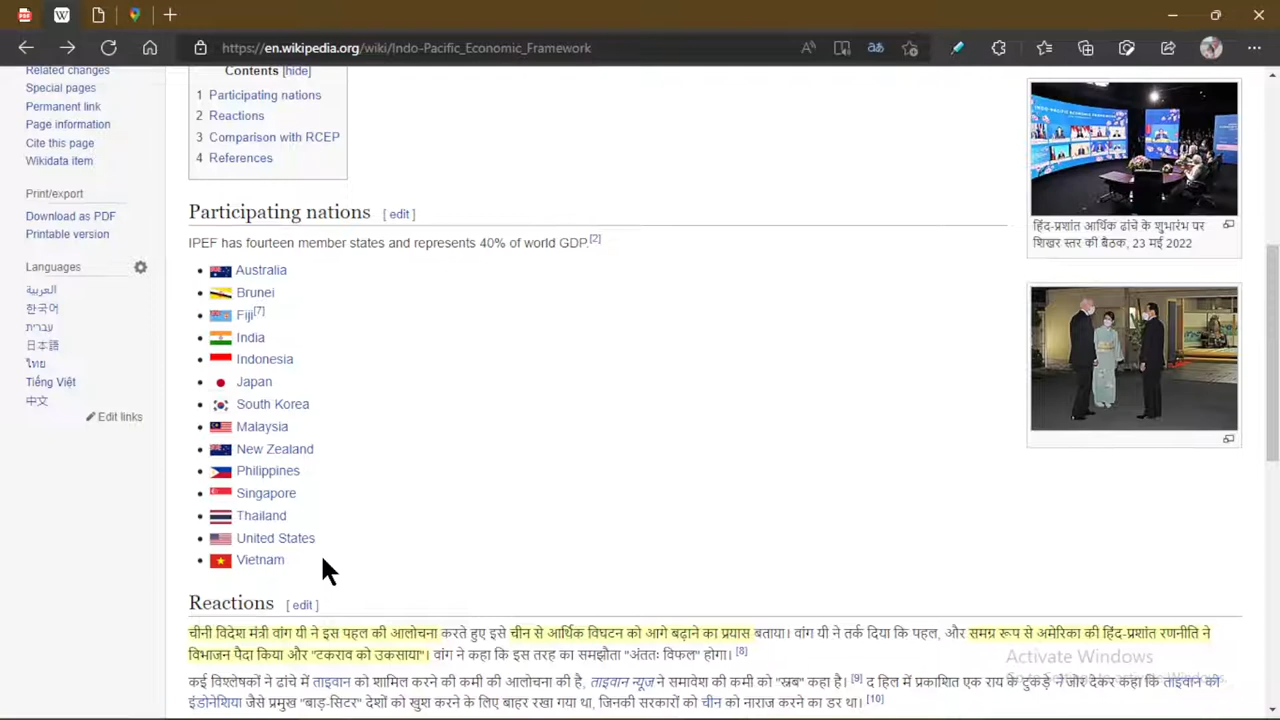 https://en.wikipedia.org/wiki/Indo-Pacific_Economic_Framework
Related changes
Special pages
Permanent link
Page information
Cite this page
Wikidata item
Print/export
Download as PDF
Printable version
Languages
العربية
한국어
עברית
日本語
ไทย
Tiếng Việt
中文
Edit links
Contents [hide]
1 Participating nations
2 Reactions
3 Comparison with RCEP
4 References
Participating nations [ edit ]
IPEF has fourteen member states and represents 40% of world GDP.[2]
Australia
Brunei
Fiji[7]
India
Indonesia
Japan
South Korea
Malaysia
New Zealand
Philippines
Singapore
Thailand
United States
Vietnam
हिंद-प्रशांत आर्थिक ढांचे के शुभारंभ पर
शिखर स्तर की बैठक, 23 मई 2022
Reactions [ edit ]
चीनी विदेश मंत्री वांग यी ने इस पहल की आलोचना करते हुए इसे चीन से आर्थिक विघटन को आगे बढ़ाने का प्रयास बताया। वांग यी ने तर्क दिया कि पहल, और समग्र रूप से अमेरिका की हिंद-प्रशांत रणनीति ने
विभाजन पैदा किया और "टकराव को उकसाया"। वांग ने कहा कि इस तरह का समझौता "अंततः विफल" होगा। [8]
कई विश्लेषकों ने ढांचे में ताइवान को शामिल करने की कमी की आलोचना की है, ताइवान न्यूज ने समावेश की कमी को "स्नब" कहा है। [9] द हिल में प्रकाशित एक राय के टुकड़े ने जोर देकर कहा कि ताइवान को
इंडोनेशिया जैसे प्रमुख "बाड़-सिटर" देशों को खुश करने के लिए बाहर रखा गया था, जिनकी सरकारों को चीन को नाराज करने का डर था। [10]
Activate Windows